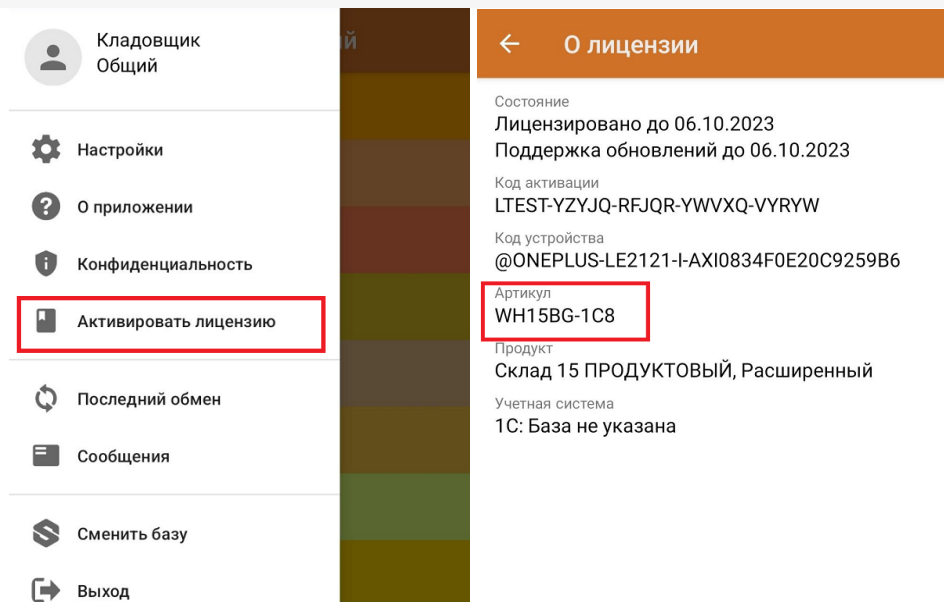 Кладовщик
Общий
й
Настройки
О приложении
Конфиденциальность
Активировать лицензию
Последний обмен
Сообщения
Сменить базу
Выход
О лицензии
Состояние
Лицензировано до 06.10.2023
Поддержка обновлений до 06.10.2023
Код активации
LTEST-YZYJQ-RFJQR-YWVXQ-VYRYW
Код устройства
@ONEPLUS-LE2121-I-AXI0834F0E20C9259B6
Артикул
WH15BG-1C8
Продукт
Склад 15 ПРОДУКТОВЫЙ, Расширенный
Учетная система
1С: База не указана